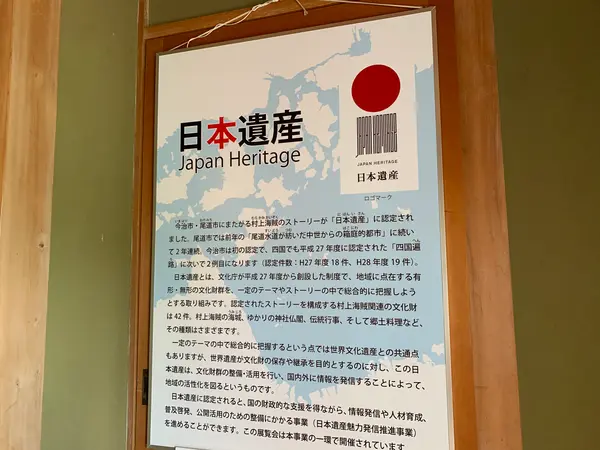 日本遺産
Japan Heritage
JAPAN HERITAGE
日本遺産
ロゴマーク
今治市・尾道市にまたがる村上海賊のストーリーが「日本遺産」に認定され
ました。尾道市では前年の「尾道水道が紡いだ中世からの箱庭的都市」に続い
て2年連続。今治市は初の認定で、四国でも平成27年度に認定された「四国遍
路」に次いで2例目になります（認定件数：H27年度18件、H28年度19件）。
日本遺産とは、文化庁が平成27年度から創設した制度で、地域に点在する有
形・無形の文化財群を、一定のテーマやストーリーの中で総合的に把握しよう
とする取り組みです。認定されたストーリーを構成する村上海賊関連の文化財
は42件。村上海賊の海城、ゆかりの神社仏閣、伝統行事、そして郷土料理など、
その種類はさまざまです。
一定のテーマの中で総合的に把握するという点では世界文化遺産との共通点
もありますが、世界遺産が文化財の保存や継承を目的とするのに対し、この日
本遺産は、文化財群の整備・活用を行い、国内外に情報を発信することによって、
地域の活性化を図るというものです。
日本遺産に認定されると、国の財政的な支援を得ながら、情報発信や人材育成、
普及啓発、公開活用のための整備にかかる事業（日本遺産魅力発信推進事業）
を進めることができます。この展覧会は本事業の一環で開催されています